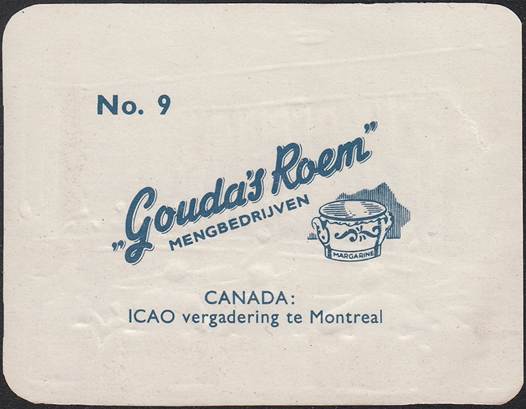 No. 9
„Gouda's Roem”
MENGBEDRIJVEN
MARGARINE
CANADA:
ICAO vergadering te Montreal